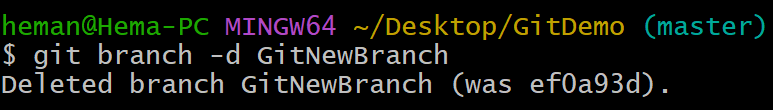 heman@Hema-PC MINGW64 ~/Desktop/GitDemo (master)
$ git branch -d GitNewBranch
Deleted branch GitNewBranch (was ef0a93d).